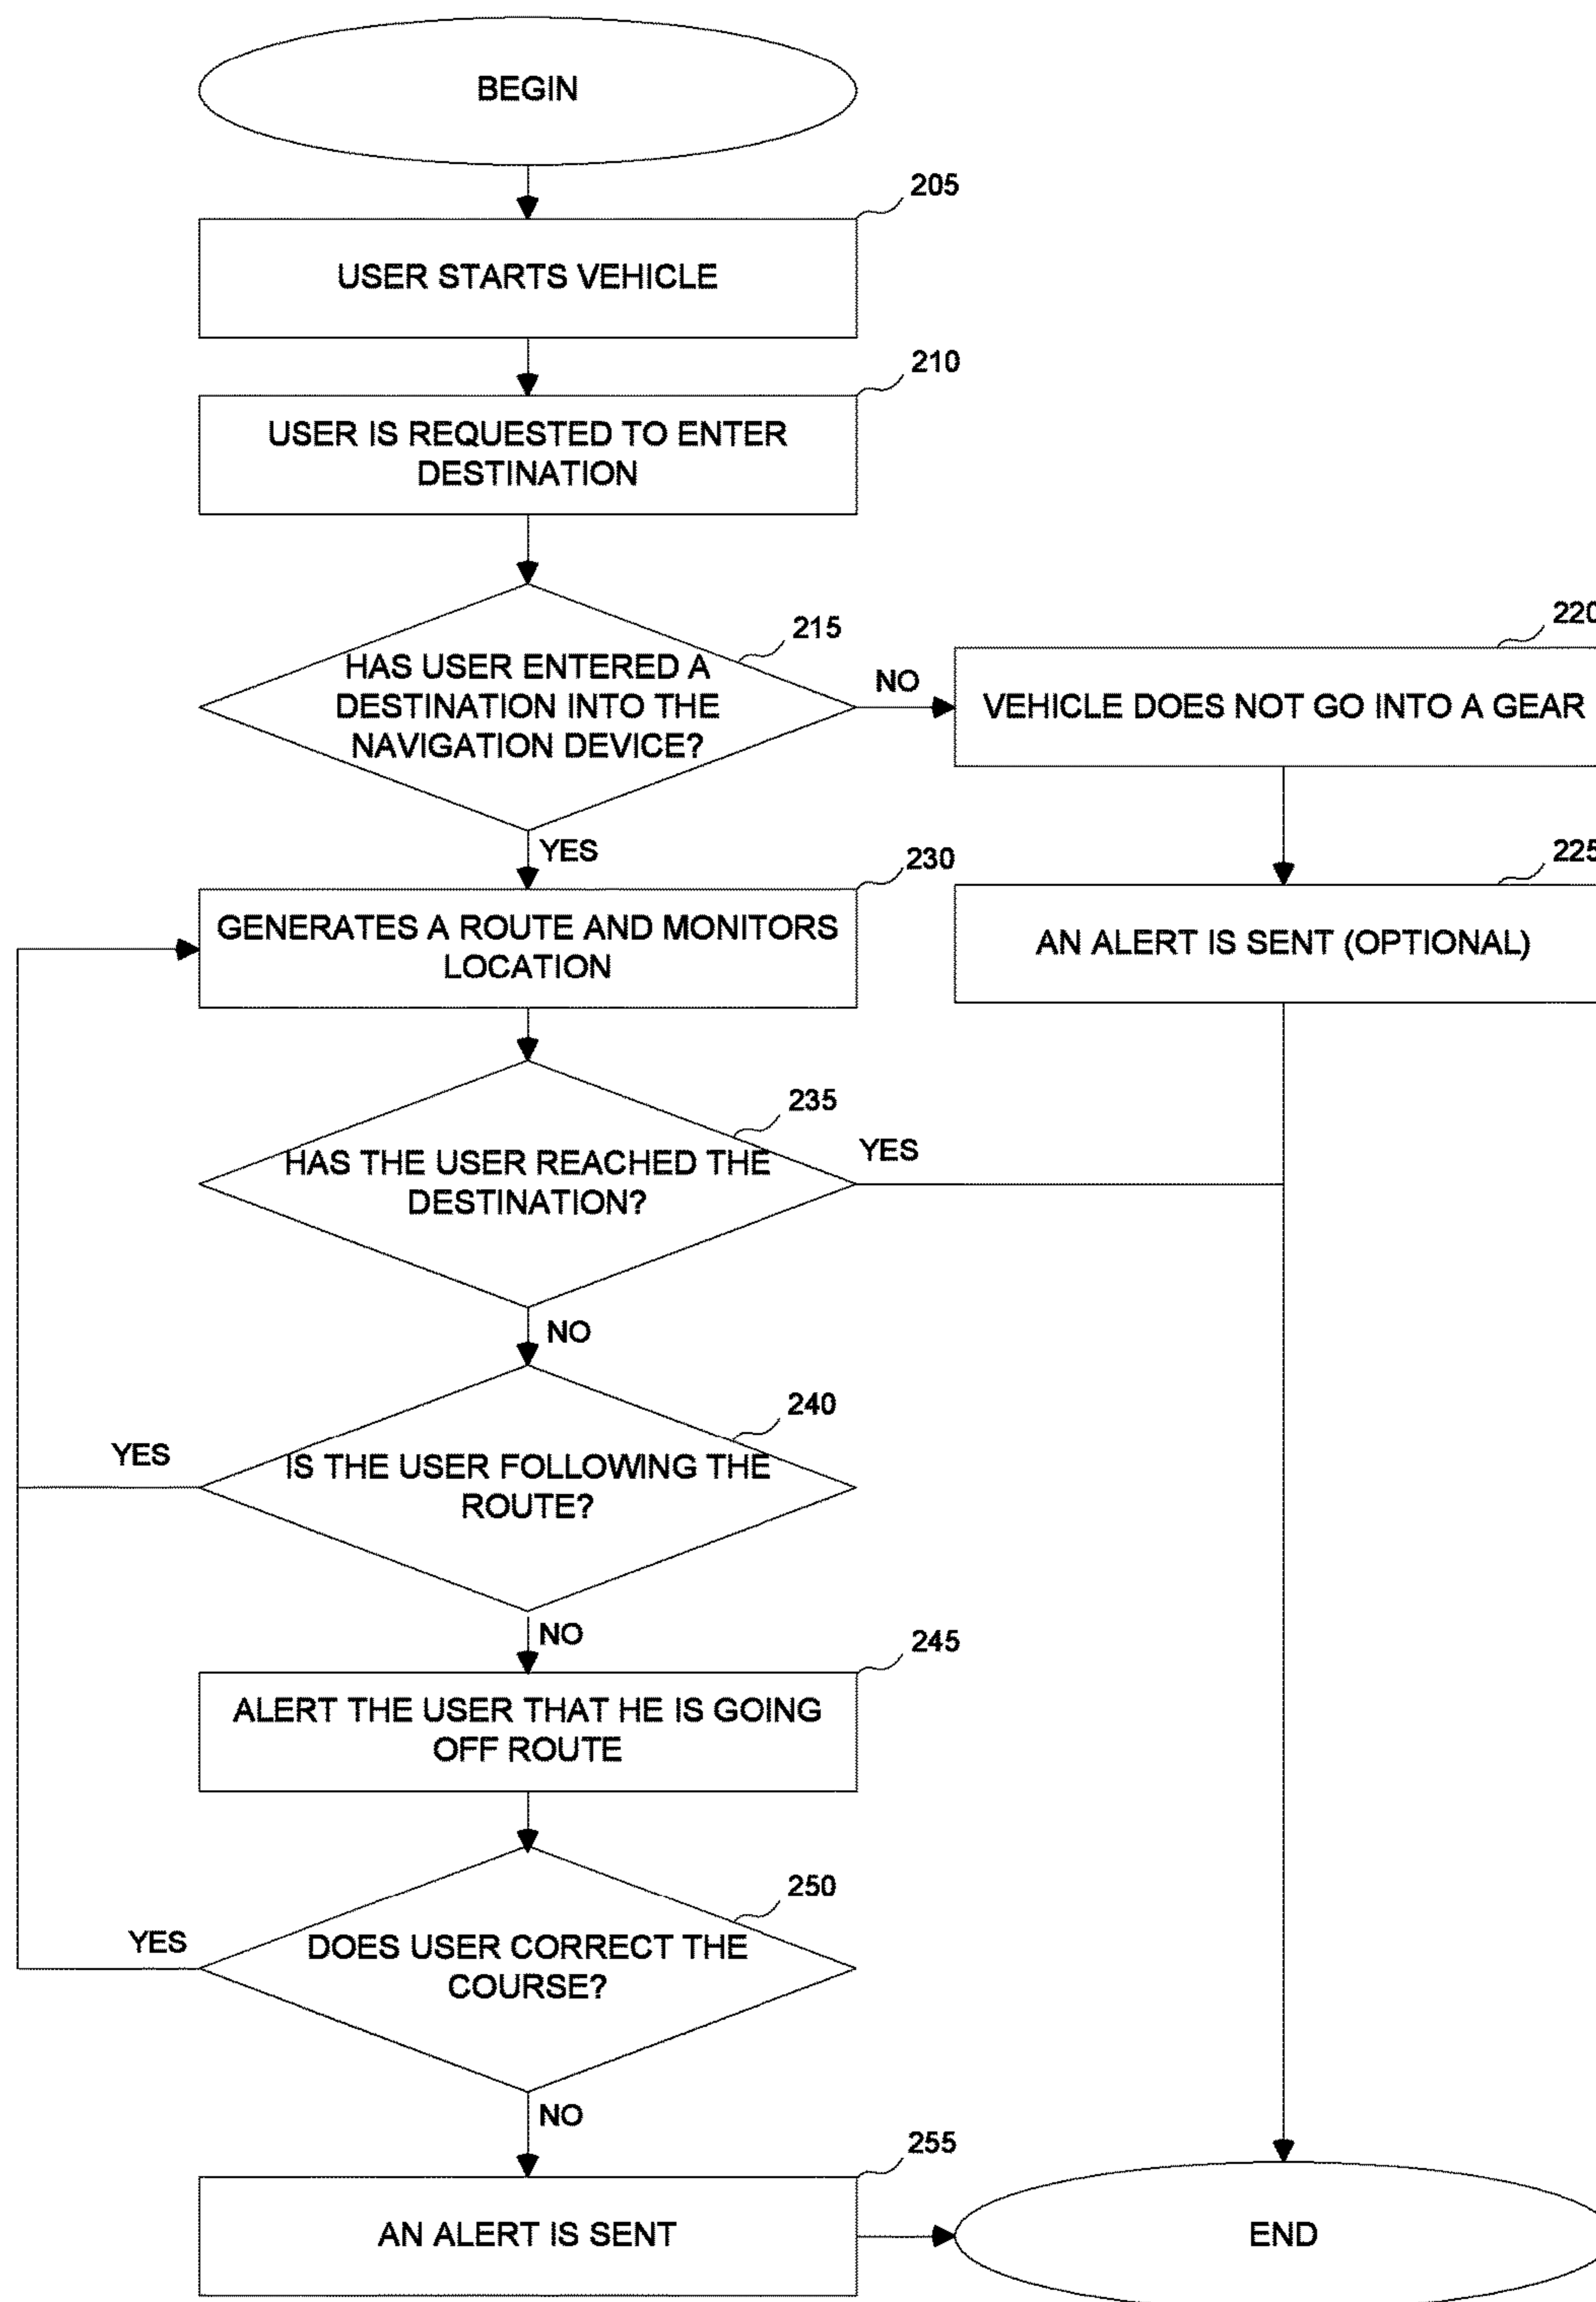 BEGIN
205
USER STARTS VEHICLE
210
USER IS REQUESTED TO ENTER
DESTINATION
215
HAS USER ENTERED A
DESTINATION INTO THE
NAVIGATION DEVICE?
NO
220
VEHICLE DOES NOT GO INTO A GEAR
YES
225
AN ALERT IS SENT (OPTIONAL)
230
GENERATES A ROUTE AND MONITORS
LOCATION
235
HAS THE USER REACHED THE
DESTINATION?
YES
NO
240
IS THE USER FOLLOWING THE
ROUTE?
YES
NO
245
ALERT THE USER THAT HE IS GOING
OFF ROUTE
250
DOES USER CORRECT THE
COURSE?
YES
NO
255
AN ALERT IS SENT
END